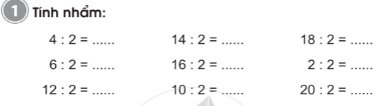 1 Tính nhẩm:
4 : 2 = ...... 14 : 2 = ...... 18 : 2 = ......
6 : 2 = ...... 16 : 2 = ...... 2 : 2 = ......
12 : 2 = ...... 10 : 2 = ...... 20 : 2 = ......